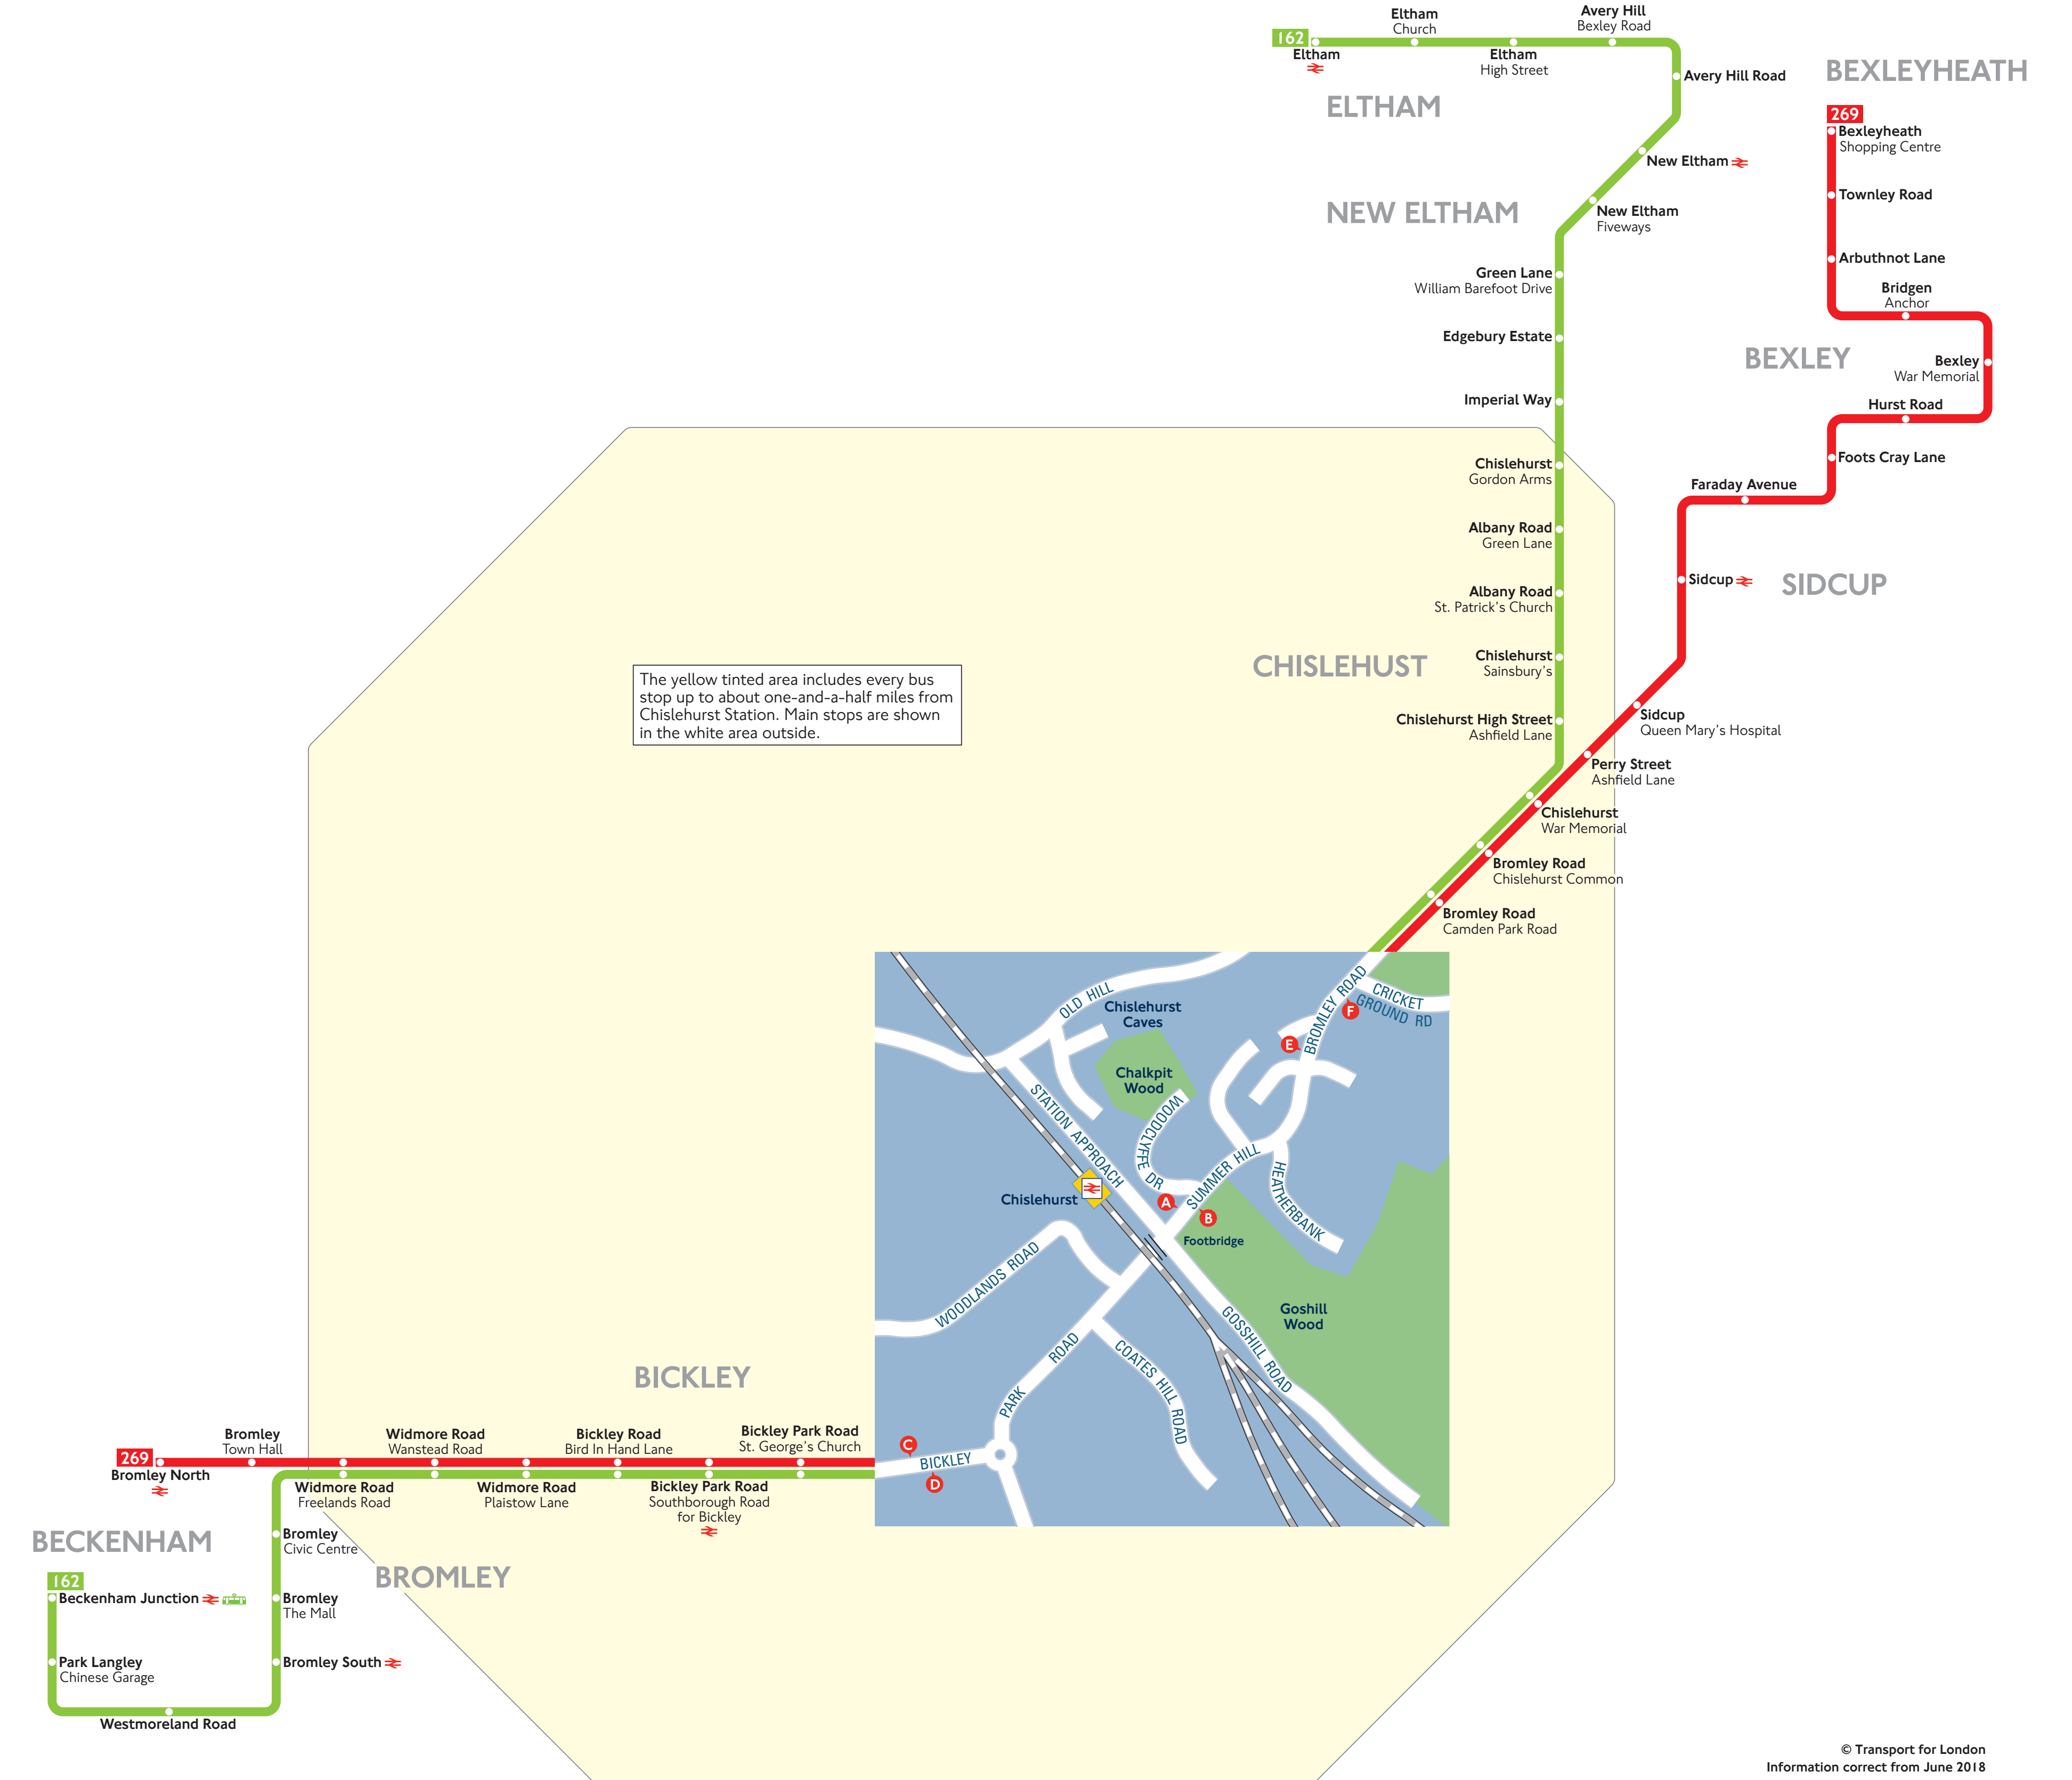 162
Eltham
Eltham
Church
Eltham
High Street
Avery Hill
Bexley Road
Avery Hill Road
New Eltham
New Eltham
Fiveways
ELTHAM
NEW ELTHAM
Green Lane
William Barefoot Drive
Edgebury Estate
Imperial Way
Chislehurst
Gordon Arms
Albany Road
Green Lane
Albany Road
St. Patrick's Church
Chislehurst
Sainsbury's
Chislehurst High Street
Ashfield Lane
CHISLEHUST
BEXLEYHEATH
269
Bexleyheath
Shopping Centre
Townley Road
Arbuthnot Lane
Bridgen
Anchor
BEXLEY
Bexley
War Memorial
Hurst Road
Foots Cray Lane
Faraday Avenue
Sidcup
SIDCUP
Sidcup
Queen Mary's Hospital
Perry Street
Ashfield Lane
Chislehurst
War Memorial
Bromley Road
Chislehurst Common
Bromley Road
Camden Park Road
The yellow tinted area includes every bus
stop up to about one-and-a-half miles from
Chislehurst Station. Main stops are shown
in the white area outside.
OLD HILL
Chislehurst
Caves
BROMLEY ROAD
CRICKET
GROUND RD
F
E
Chalkpit
Wood
STATION APPROACH
WOODCLYFFE DR
SUMMER HILL
HEATHERBANK
Chislehurst
A
B
Footbridge
WOODLANDS ROAD
Goshill
Wood
GOSSHILL ROAD
PARK ROAD
COATES HILL ROAD
C
BICKLEY
D
BICKLEY
269
Bromley North
Bromley
Town Hall
Widmore Road
Wanstead Road
Bickley Road
Bird In Hand Lane
Bickley Park Road
St. George's Church
Widmore Road
Freelands Road
Widmore Road
Plaistow Lane
Bickley Park Road
Southborough Road
for Bickley
BECKENHAM
BROMLEY
Bromley
Civic Centre
162
Beckenham Junction
Bromley
The Mall
Park Langley
Chinese Garage
Bromley South
Westmoreland Road
© Transport for London
Information correct from June 2018